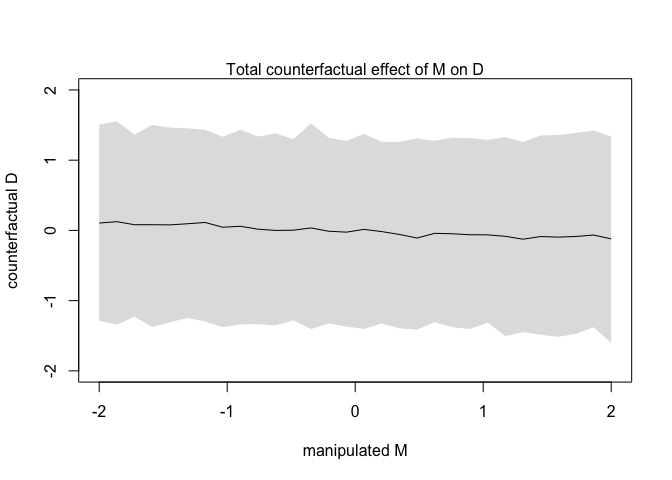 Total counterfactual effect of M on D
2
1
0
-1
-2
counterfactual D
-2 -1 0 1 2
manipulated M